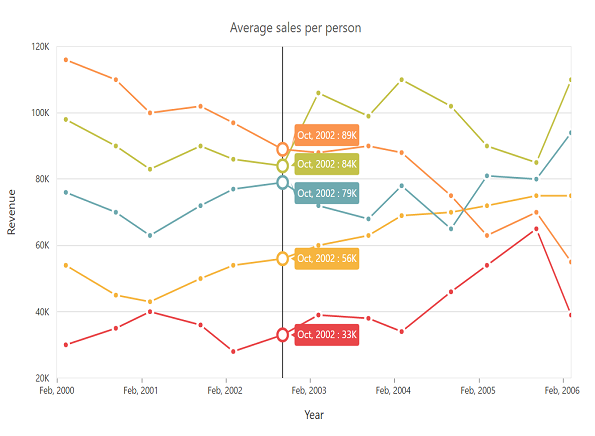 Average sales per person
120K
100K
80K
60K
40K
20K
Revenue
Oct, 2002 : 89K
Oct, 2002 : 84K
Oct, 2002 : 79K
Oct, 2002 : 56K
Oct, 2002 : 33K
Feb, 2000
Feb, 2001
Feb, 2002
Feb, 2003
Feb, 2004
Feb, 2005
Feb, 2006
Year